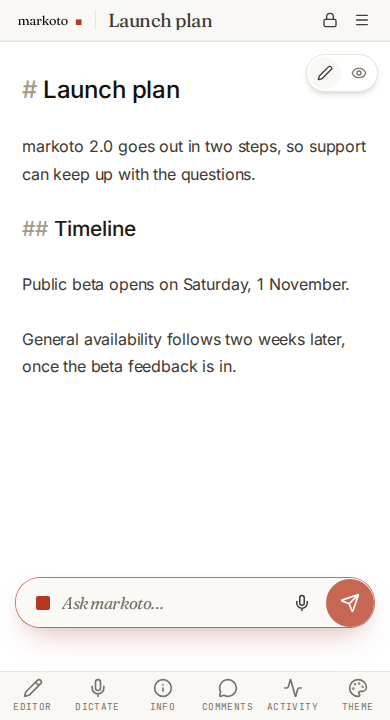 markoto
Launch plan
# Launch plan
markoto 2.0 goes out in two steps, so support
can keep up with the questions.
## Timeline
Public beta opens on Saturday, 1 November.
General availability follows two weeks later,
once the beta feedback is in.
Ask markoto...
EDITOR
DICTATE
INFO
COMMENTS
ACTIVITY
THEME